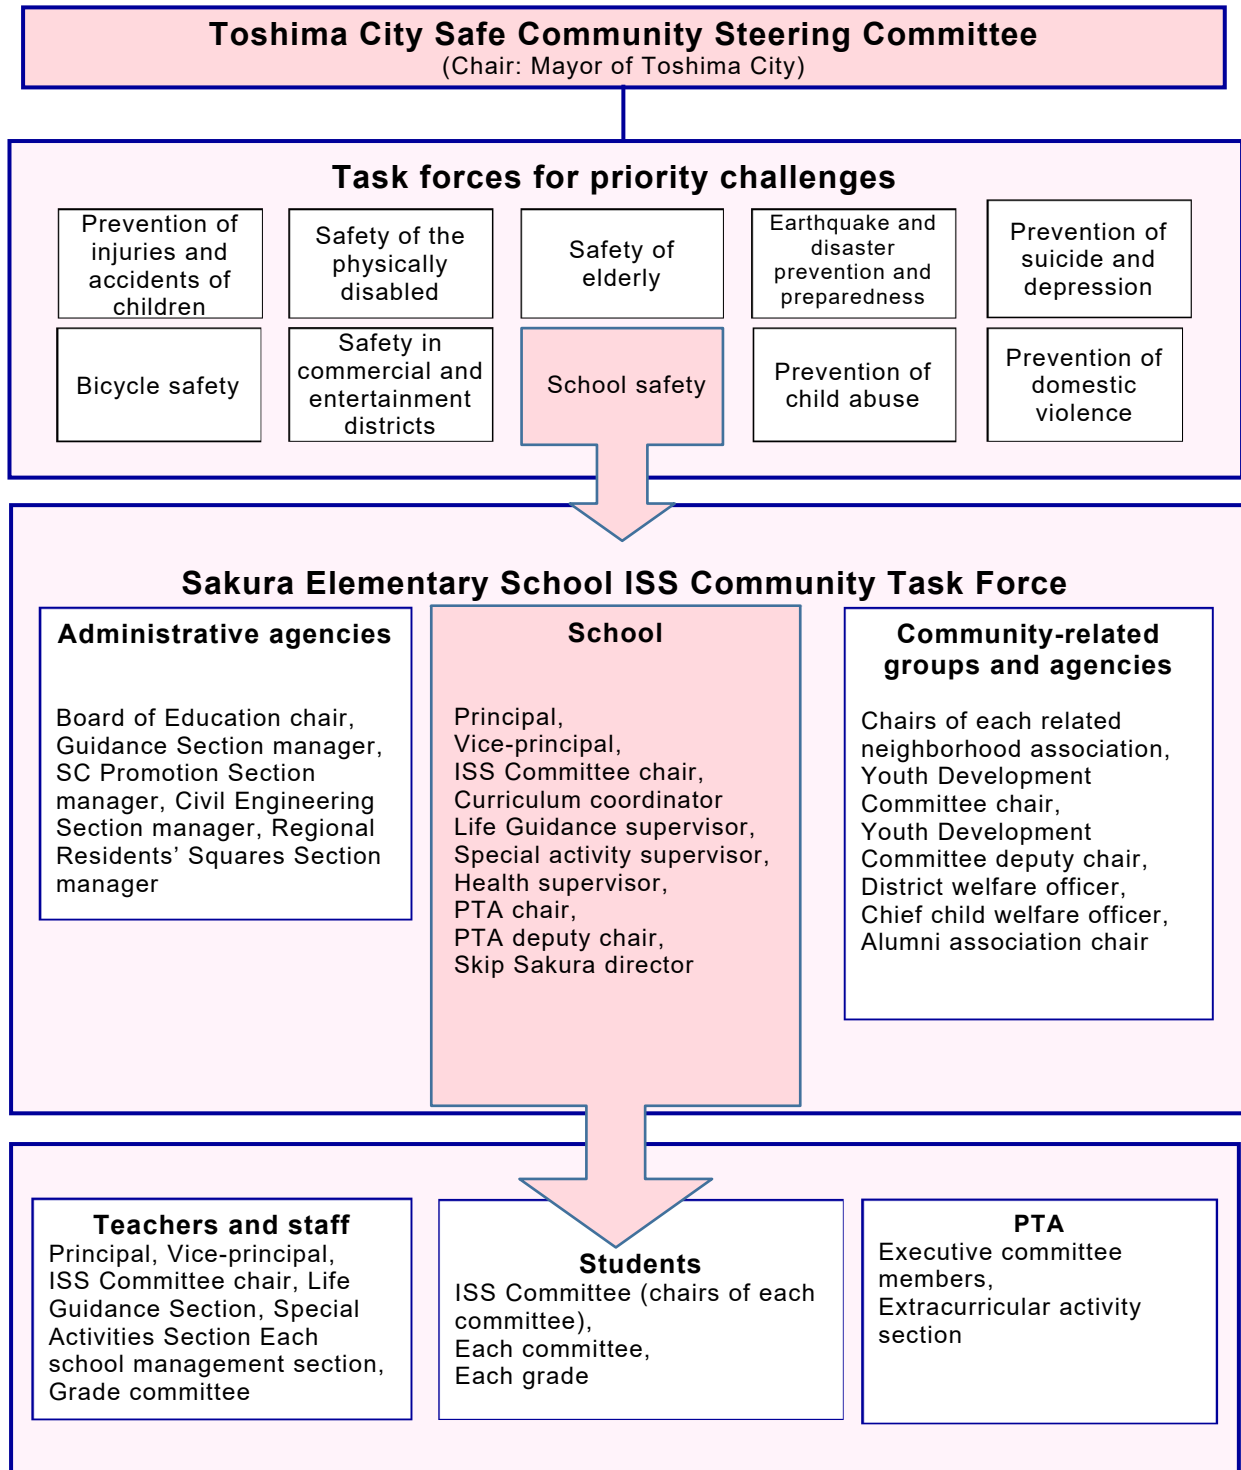 Toshima City Safe Community Steering Committee
(Chair: Mayor of Toshima City)
Task forces for priority challenges
Prevention of
injuries and
accidents of
children
Safety of the
physically
disabled
Safety of
elderly
Earthquake and
disaster
prevention and
preparedness
Prevention of
suicide and
depression
Bicycle safety
Safety in
commercial and
entertainment
districts
School safety
Prevention of
child abuse
Prevention of
domestic
violence
Sakura Elementary School ISS Community Task Force
Administrative agencies
Board of Education chair,
Guidance Section manager,
SC Promotion Section
manager, Civil Engineering
Section manager, Regional
Residents’ Squares Section
manager
School
Principal,
Vice-principal,
ISS Committee chair,
Curriculum coordinator
Life Guidance supervisor,
Special activity supervisor,
Health supervisor,
PTA chair,
PTA deputy chair,
Skip Sakura director
Community-related
groups and agencies
Chairs of each related
neighborhood association,
Youth Development
Committee chair,
Youth Development
Committee deputy chair,
District welfare officer,
Chief child welfare officer,
Alumni association chair
Teachers and staff
Principal, Vice-principal,
ISS Committee chair, Life
Guidance Section, Special
Activities Section Each
school management section,
Grade committee
Students
ISS Committee (chairs of each
committee),
Each committee,
Each grade
PTA
Executive committee
members,
Extracurricular activity
section